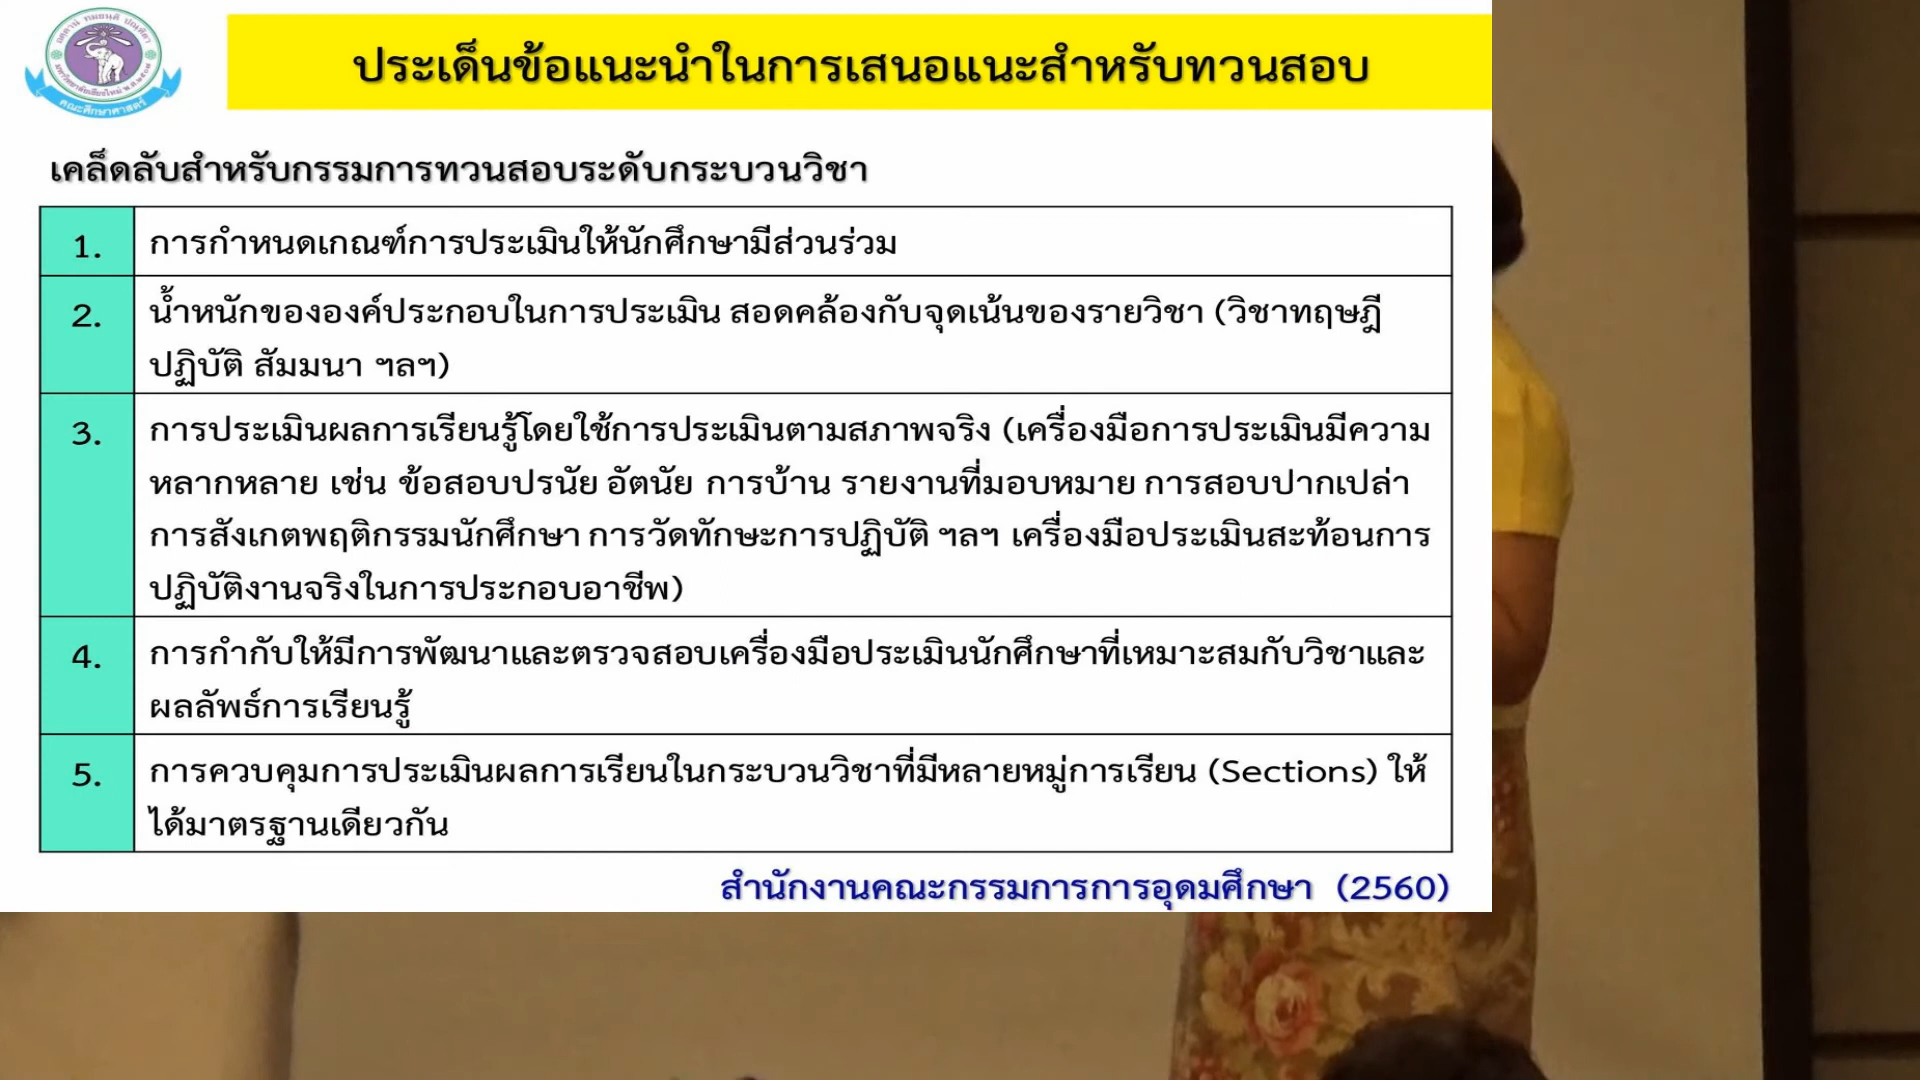 ประเด็นข้อแนะนำในการเสนอแนะสำหรับทวนสอบ
คณะศึกษาศาสตร์
เคล็ดลับสำหรับกรรมการทวนสอบระดับกระบวนวิชา
1. การกำหนดเกณฑ์การประเมินให้นักศึกษามีส่วนร่วม
2. น้ำหนักขององค์ประกอบในการประเมิน สอดคล้องกับจุดเน้นของรายวิชา (วิชาทฤษฎี
ปฏิบัติ สัมมนา ฯลฯ)
3. การประเมินผลการเรียนรู้โดยใช้การประเมินตามสภาพจริง (เครื่องมือการประเมินมีความ
หลากหลาย เช่น ข้อสอบปรนัย อัตนัย การบ้าน รายงานที่มอบหมาย การสอบปากเปล่า
การสังเกตพฤติกรรมนักศึกษา การวัดทักษะการปฏิบัติ ฯลฯ เครื่องมือประเมินสะท้อนการ
ปฏิบัติงานจริงในการประกอบอาชีพ)
4. การกำกับให้มีการพัฒนาและตรวจสอบเครื่องมือประเมินนักศึกษาที่เหมาะสมกับวิชาและ
ผลลัพธ์การเรียนรู้
5. การควบคุมการประเมินผลการเรียนในกระบวนวิชาที่มีหลายหมู่การเรียน (Sections) ให้
ได้มาตรฐานเดียวกัน
สำนักงานคณะกรรมการการอุดมศึกษา (2560)